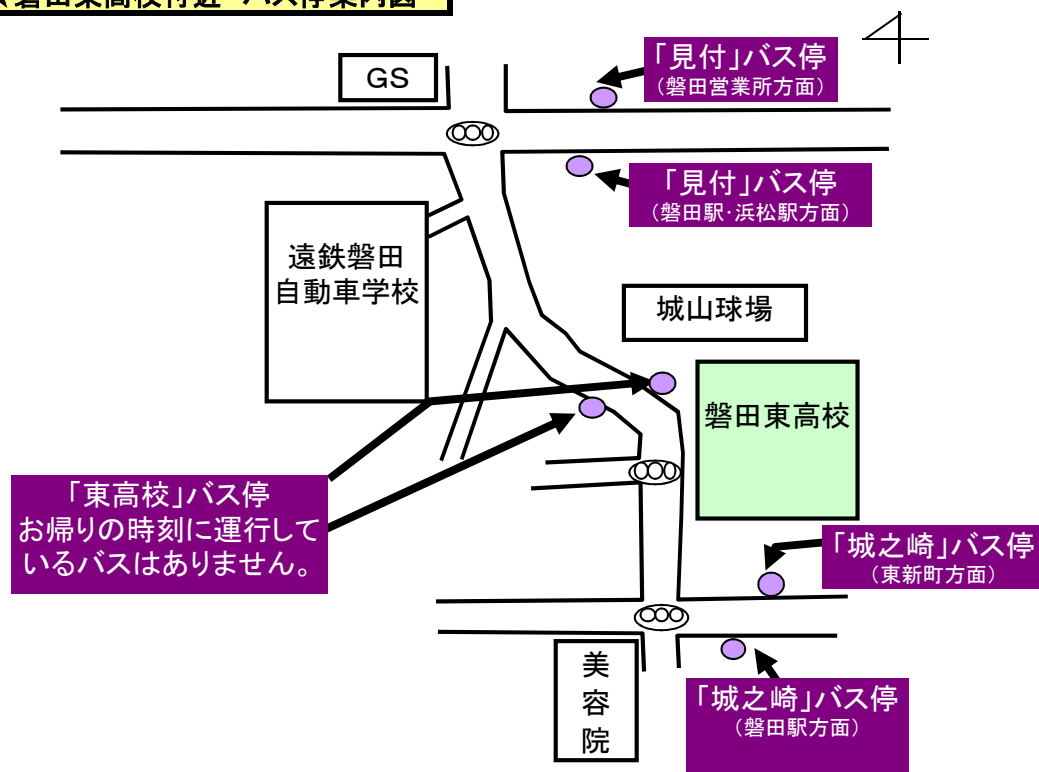 磐田東高校付近 バス停案内図
GS
「見付」バス停
（磐田営業所方面）
「見付」バス停
（磐田駅･浜松駅方面）
遠鉄磐田
自動車学校
城山球場
磐田東高校
「東高校」バス停
お帰りの時刻に運行して
いるバスはありません。
「城之崎」バス停
（東新町方面）
美
容
院
「城之崎」バス停
（磐田駅方面）